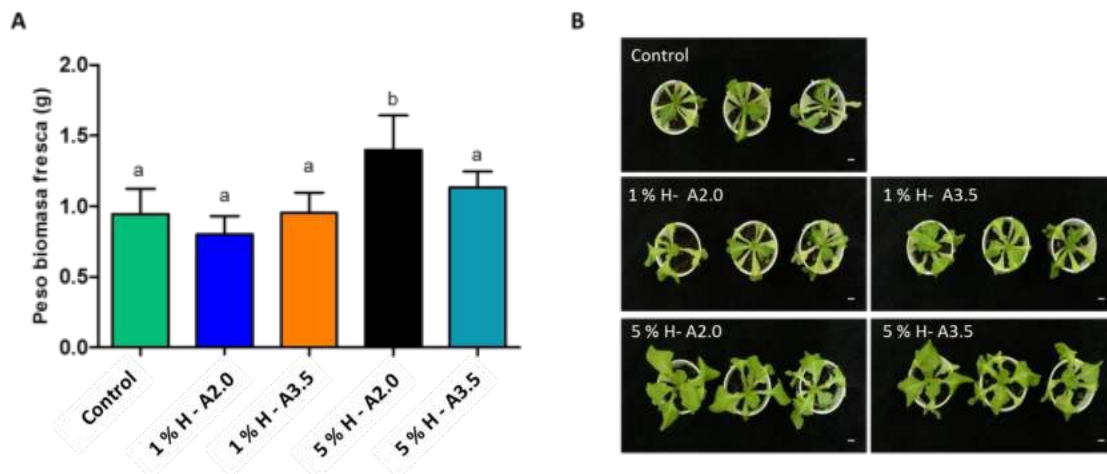 A
Peso biomasa fresca (g)
2.0
1.5
1.0
0.5
0.0
a
a
a
b
a
Control
1 % H - A2.0
1 % H - A3.5
5 % H - A2.0
5 % H - A3.5
B
Control
1 % H- A2.0
1 % H- A3.5
5 % H- A2.0
5 % H- A3.5